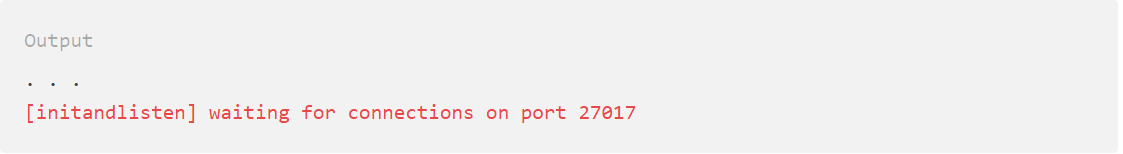 Output
. . .
[initandlisten] waiting for connections on port 27017